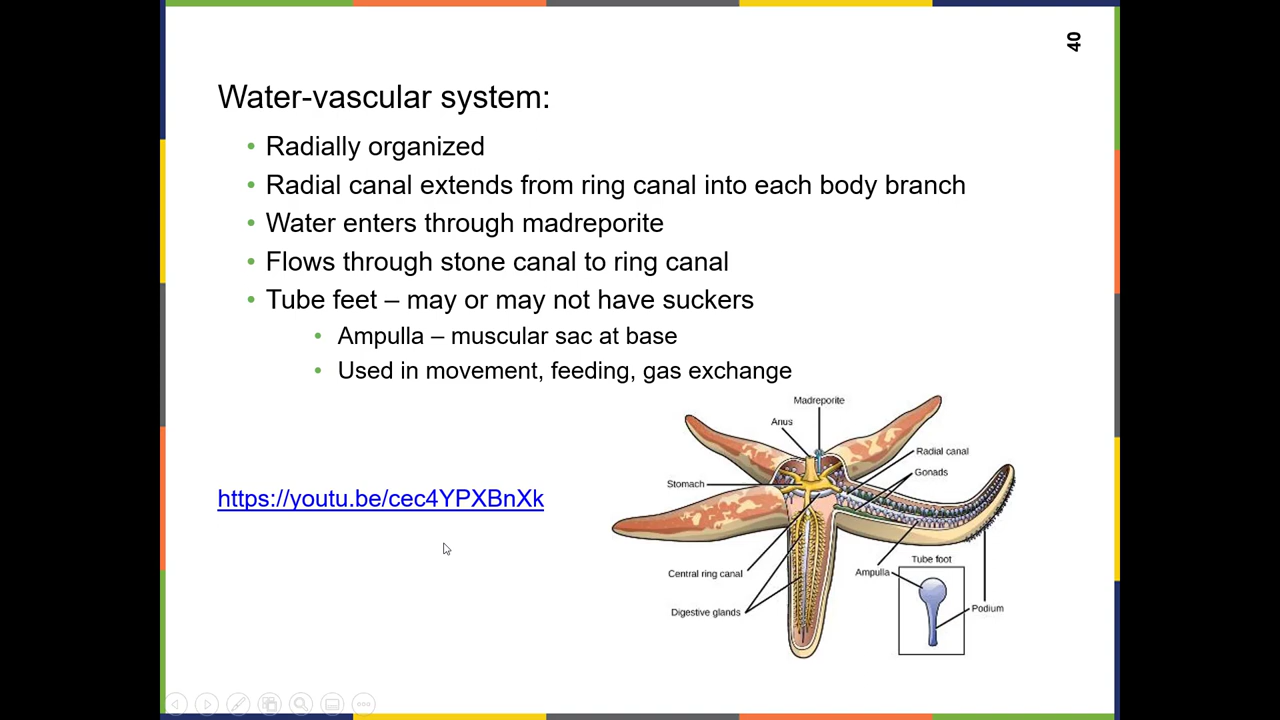 40
Water-vascular system:
• Radially organized
• Radial canal extends from ring canal into each body branch
• Water enters through madreporite
• Flows through stone canal to ring canal
• Tube feet – may or may not have suckers
• Ampulla – muscular sac at base
• Used in movement, feeding, gas exchange
https://youtu.be/cec4YPXBnXk
Madreporite
Anus
Radial canal
Gonads
Stomach
Central ring canal
Digestive glands
Tube foot
Ampulla
Podium